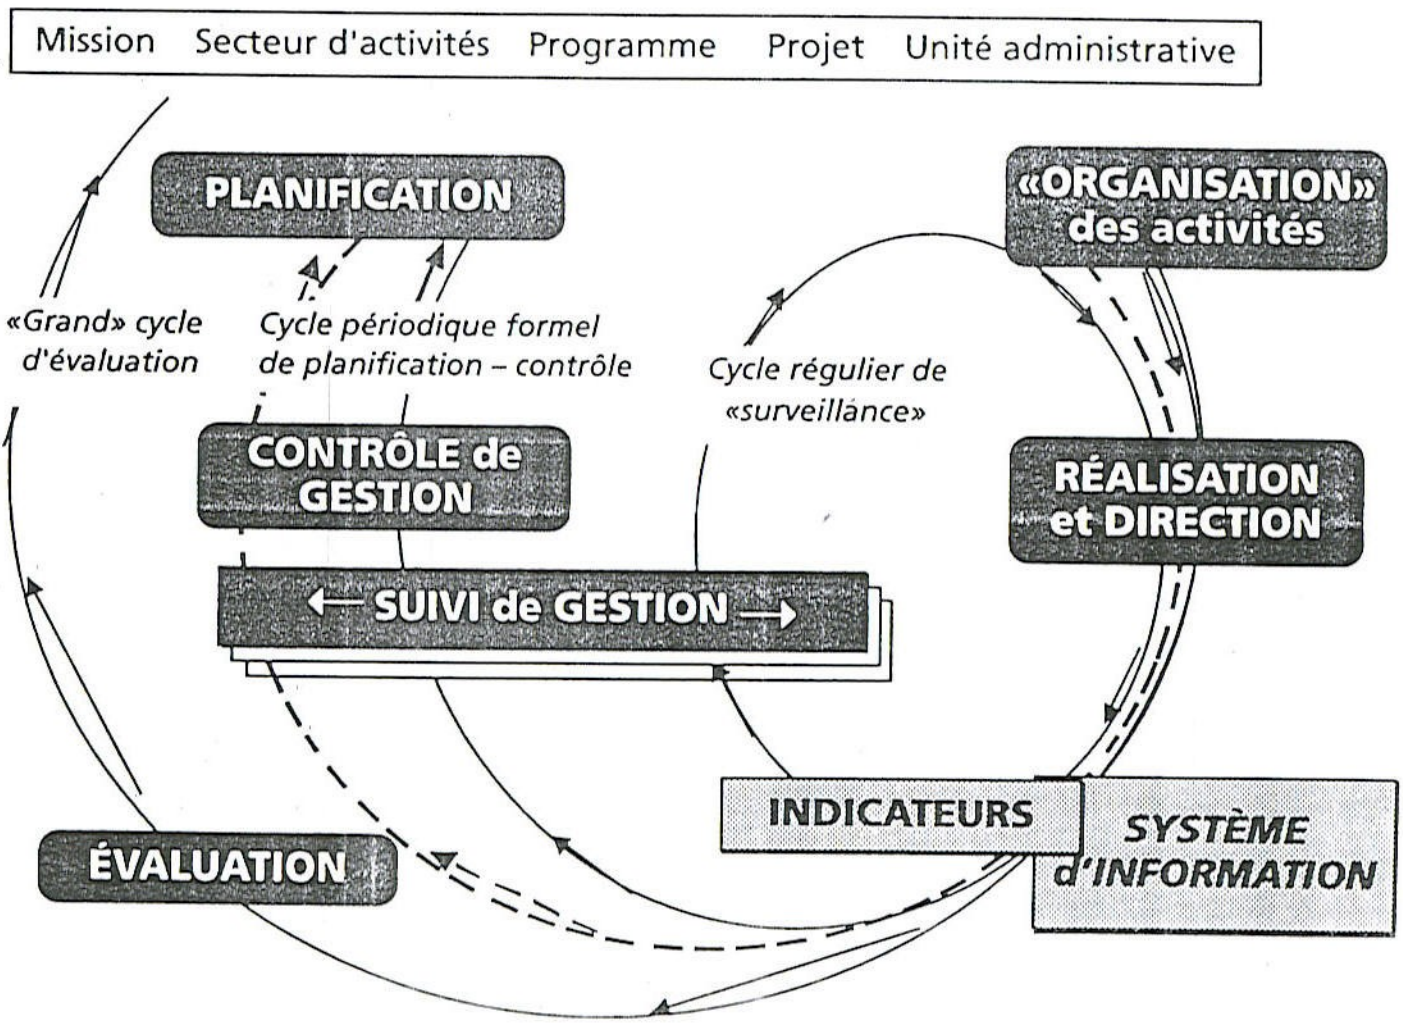 Mission Secteur d'activités Programme Projet Unité administrative
PLANIFICATION
«ORGANISATION»
des activités
«Grand» cycle
d'évaluation
Cycle périodique formel
de planification – contrôle
Cycle régulier de
«surveillance»
CONTRÔLE de
GESTION
RÉALISATION
et DIRECTION
←— SUIVI de GESTION —→
INDICATEURS
SYSTÈME
d'INFORMATION
ÉVALUATION